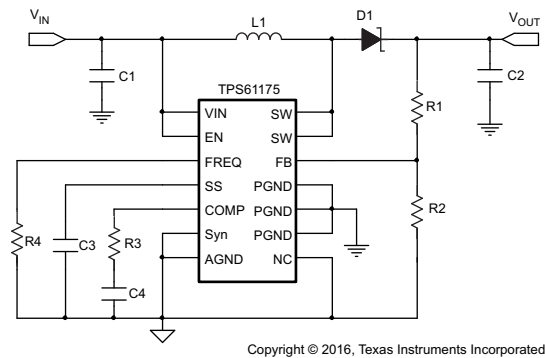 VIN
L1
D1
VOUT
C1
C2
TPS61175
VIN
SW
EN
SW
R1
FREQ
FB
SS
PGND
COMP
PGND
R2
R4
C3
R3
Syn
PGND
AGND
NC
C4
Copyright © 2016, Texas Instruments Incorporated